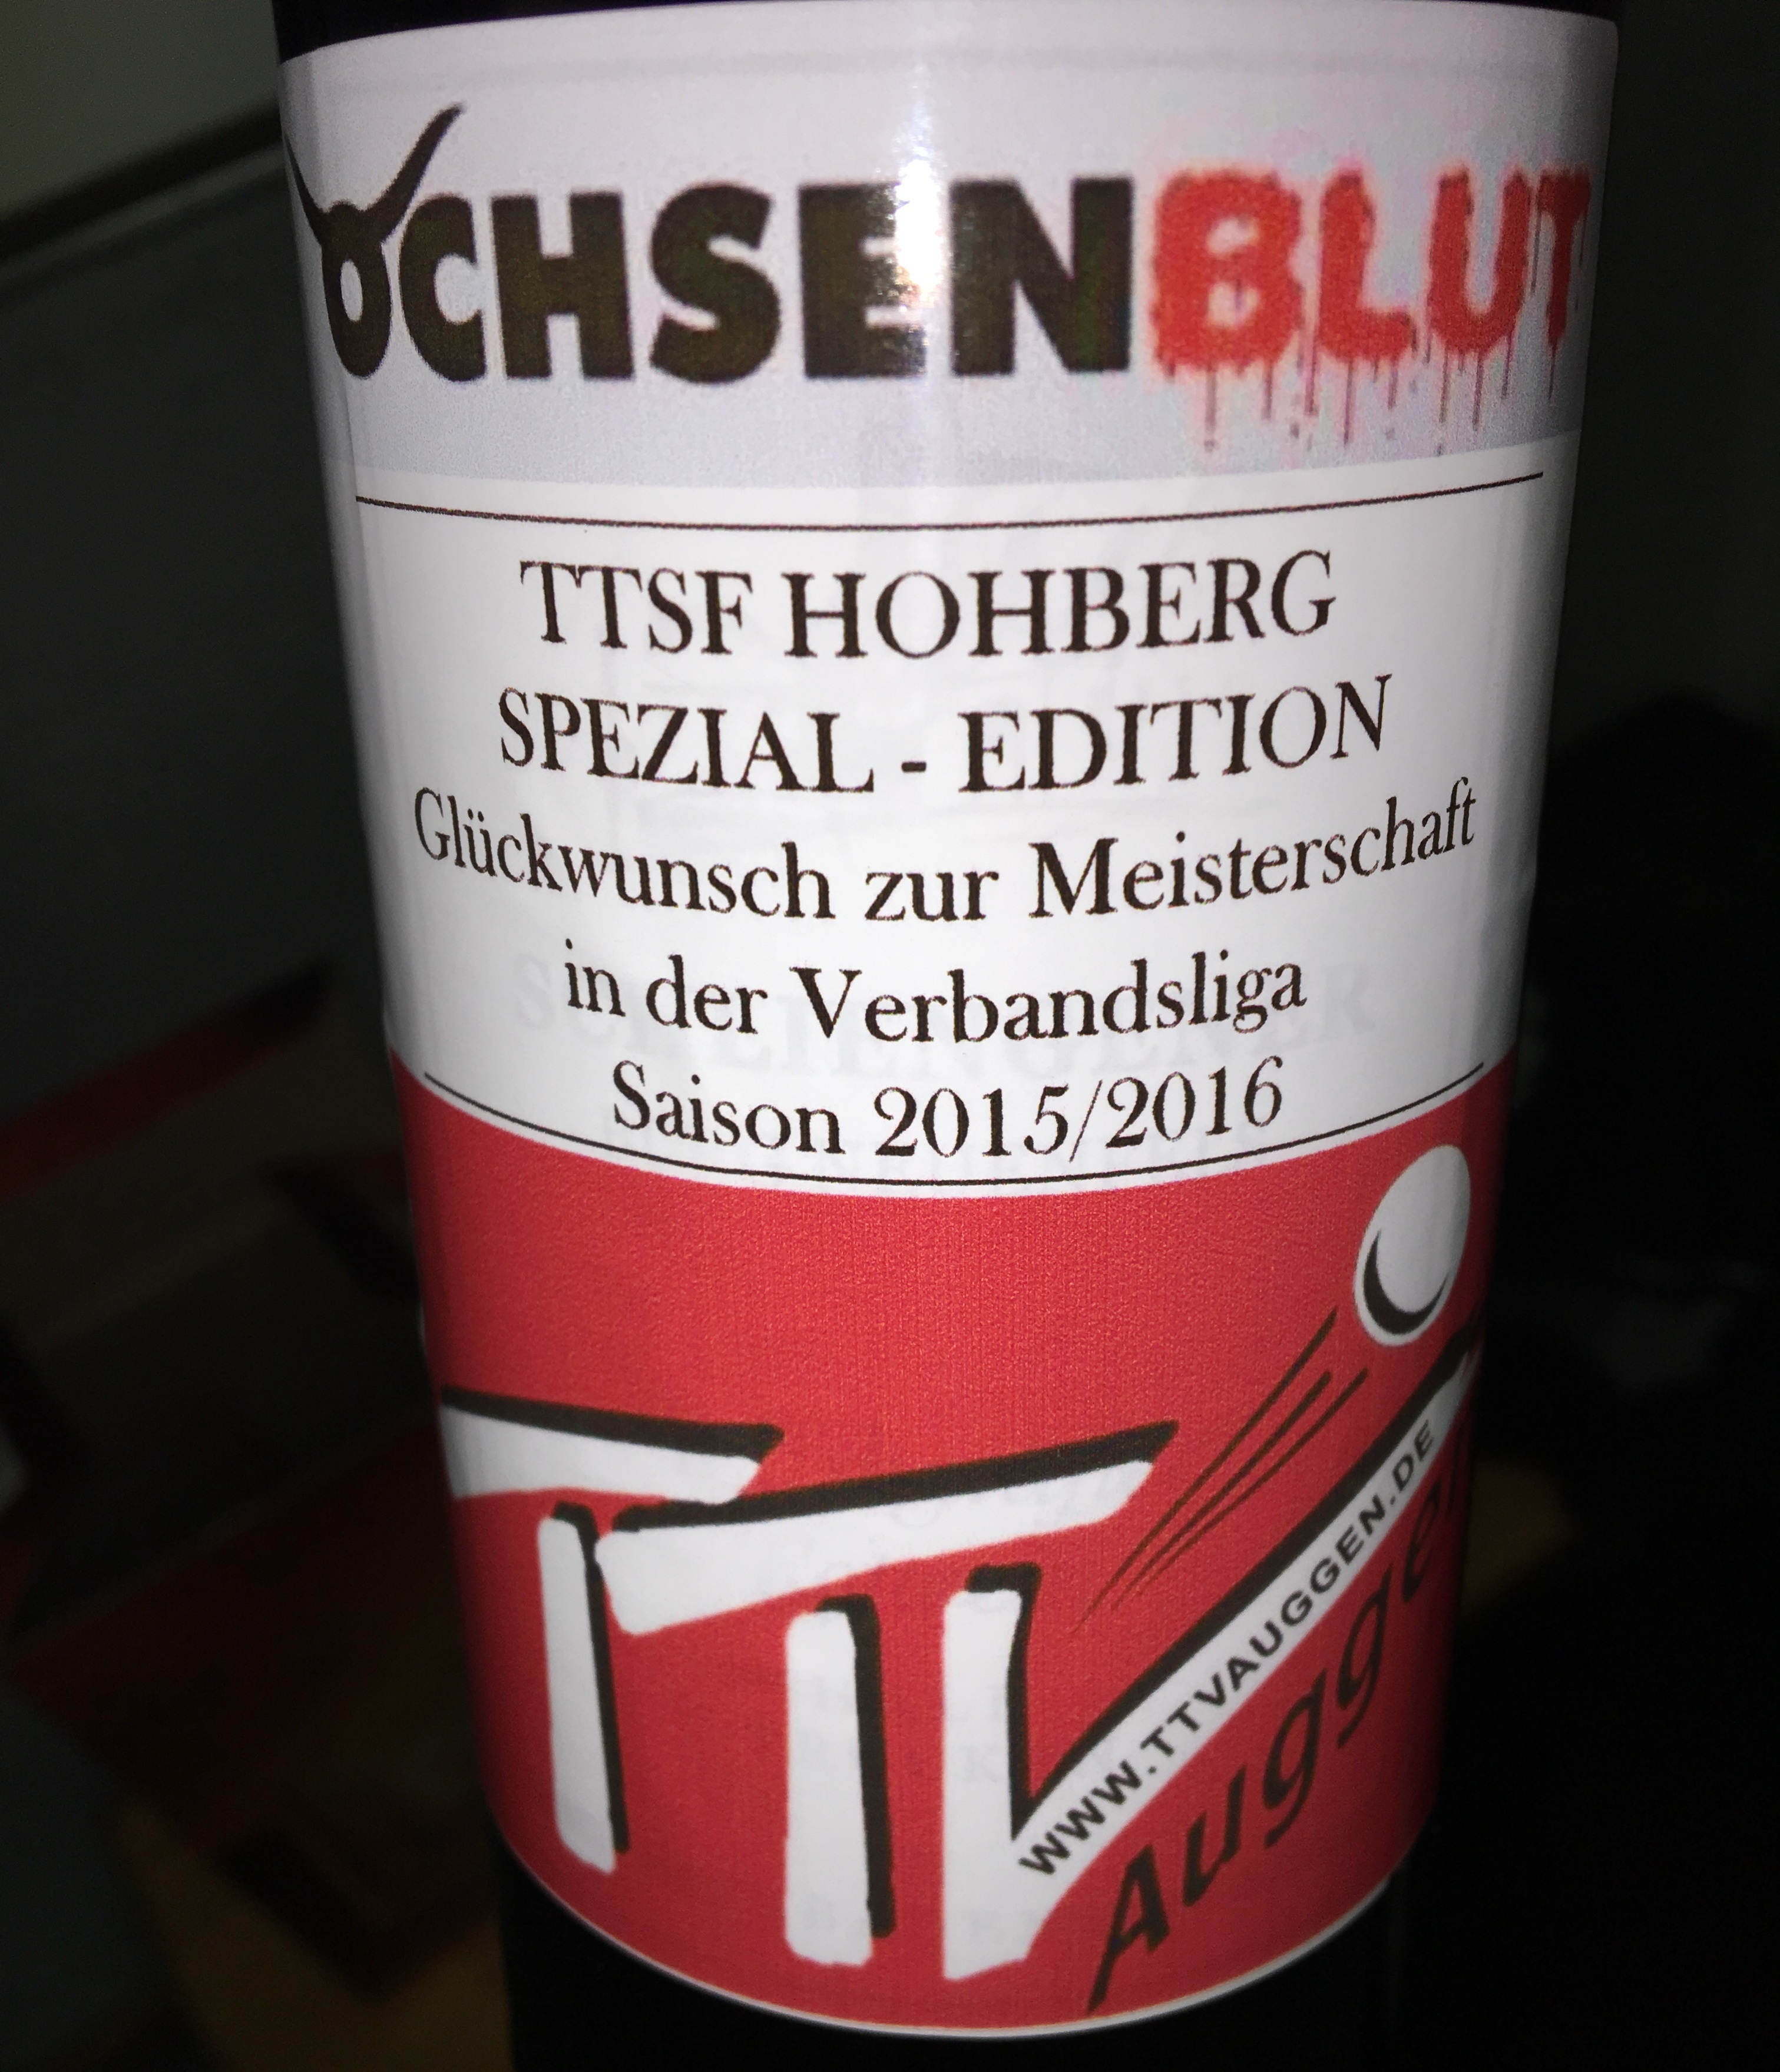 OCHSENBLUT
TTSF HOHBERG
SPEZIAL - EDITION
Glückwunsch zur Meisterschaft
in der Verbandsliga
Saison 2015/2016
TTV
WWW.TTVAUGGEN.DE
Auggen